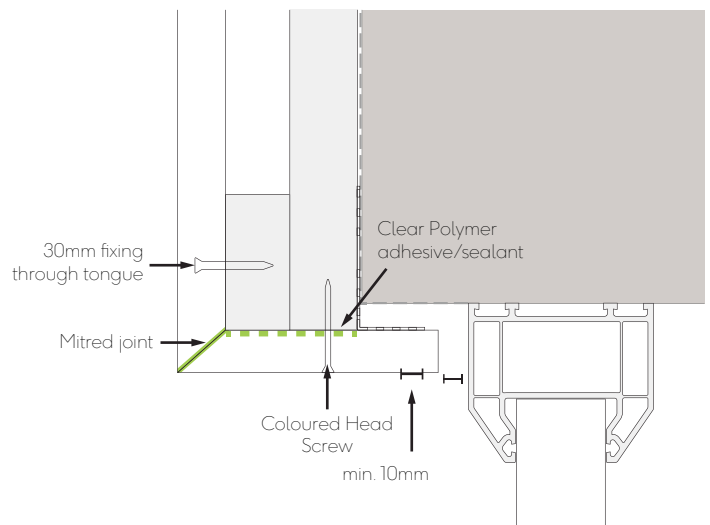 Clear Polymer
adhesive/sealant
30mm fixing
through tongue
Mitred joint
Coloured Head
Screw
min. 10mm